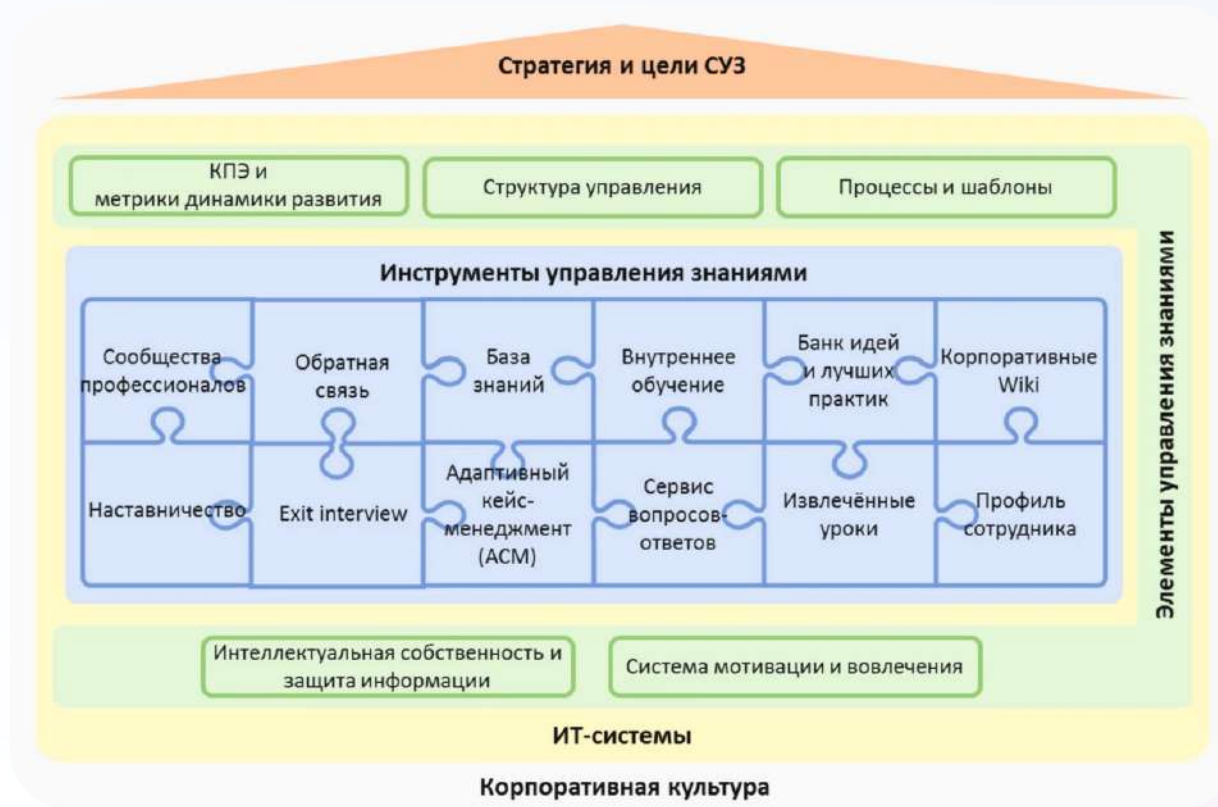 Стратегия и цели СУЗ
КПЭ и
метрики динамики развития
Структура управления
Процессы и шаблоны
Инструменты управления знаниями
Сообщества
профессионалов
Обратная
связь
База
знаний
Внутреннее
обучение
Банк идей
и лучших
практик
Корпоративные
Wiki
Наставничество
Exit interview
Адаптивный
кейс-
менеджмент
(ACM)
Сервис
вопросов-
ответов
Извлечённые
уроки
Профиль
сотрудника
Элементы управления знаниями
Интеллектуальная собственность и
защита информации
Система мотивации и вовлечения
ИТ-системы
Корпоративная культура